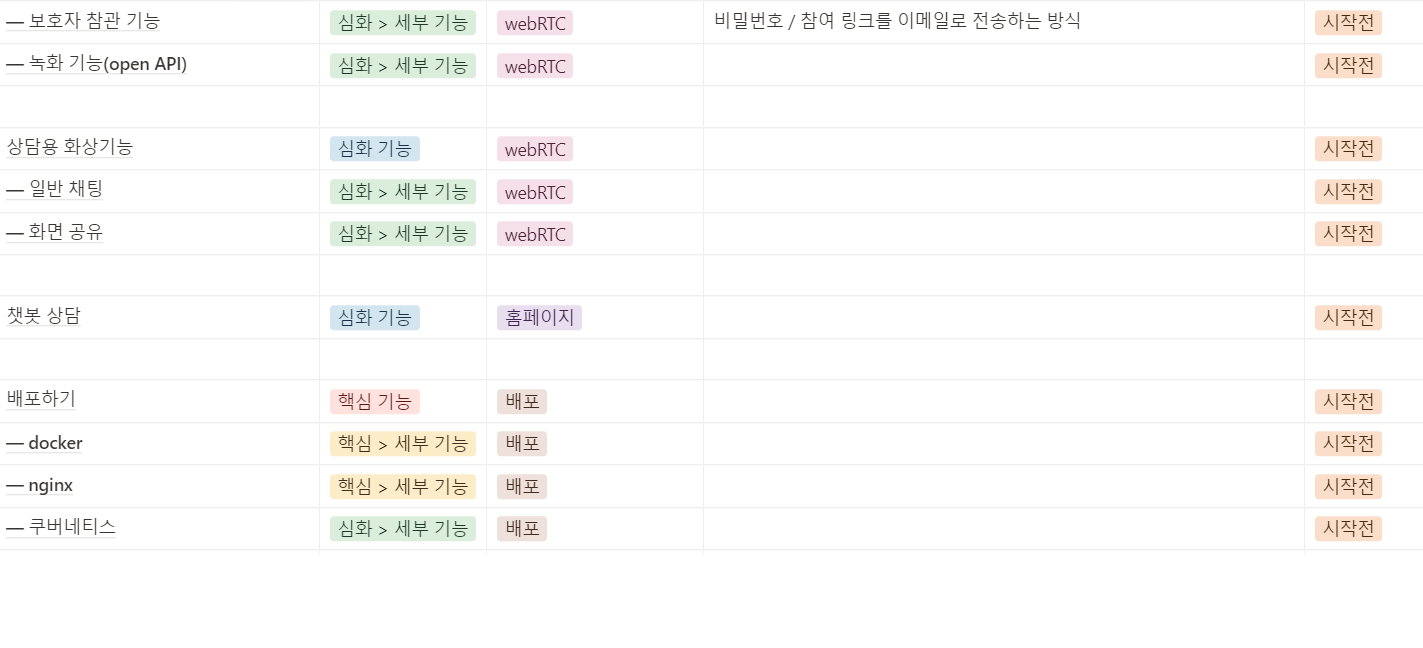 — 보호자 참관 기능 심화 > 세부 기능 webRTC 비밀번호 / 참여 링크를 이메일로 전송하는 방식 시작전
— 녹화 기능(open API) 심화 > 세부 기능 webRTC 시작전
상담용 화상기능 심화 기능 webRTC 시작전
— 일반 채팅 심화 > 세부 기능 webRTC 시작전
— 화면 공유 심화 > 세부 기능 webRTC 시작전
챗봇 상담 심화 기능 홈페이지 시작전
배포하기 핵심 기능 배포 시작전
— docker 핵심 > 세부 기능 배포 시작전
— nginx 핵심 > 세부 기능 배포 시작전
— 쿠버네티스 심화 > 세부 기능 배포 시작전